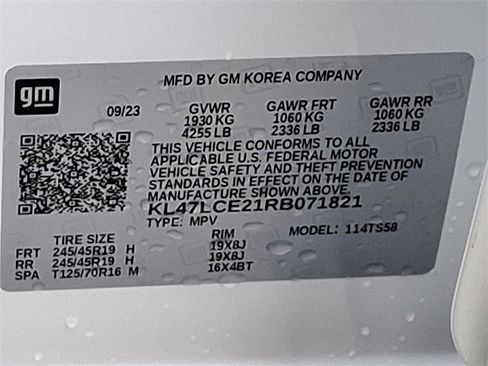 gm
MFD BY GM KOREA COMPANY
09/23 GVWR GAWR FRT GAWR RR
1930 KG 1060 KG 1060 KG
4255 LB 2336 LB 2336 LB
THIS VEHICLE CONFORMS TO ALL
APPLICABLE U.S. FEDERAL MOTOR
VEHICLE SAFETY AND THEFT PREVENTION
STANDARDS IN EFFECT ON THE DATE OF
MANUFACTURE SHOWN ABOVE.
KL47LCE21RB071821
TYPE: MPV MODEL: 114TS58
TIRE SIZE RIM
FRT 245/45R19 H 19X8J
RR 245/45R19 H 19X8J
SPA T125/70R16 M 16X4BT